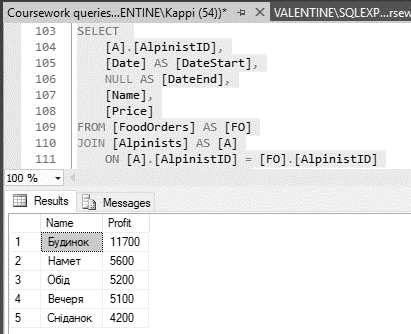 Coursework queries...ENTINE\Kappi (54))* VALENTINE\SQLEXP...rsew
103 SELECT
104 [A].[AlpinistID],
105 [Date] AS [DateStart],
106 NULL AS [DateEnd],
107 [Name],
108 [Price]
109 FROM [FoodOrders] AS [FO]
110 JOIN [Alpinists] AS [A]
111 ON [A].[AlpinistID] = [FO].[AlpinistID]
100 %
Results Messages
Name Profit
1 Будинок 11700
2 Намет 5600
3 Обід 5200
4 Вечеря 5100
5 Сніданок 4200